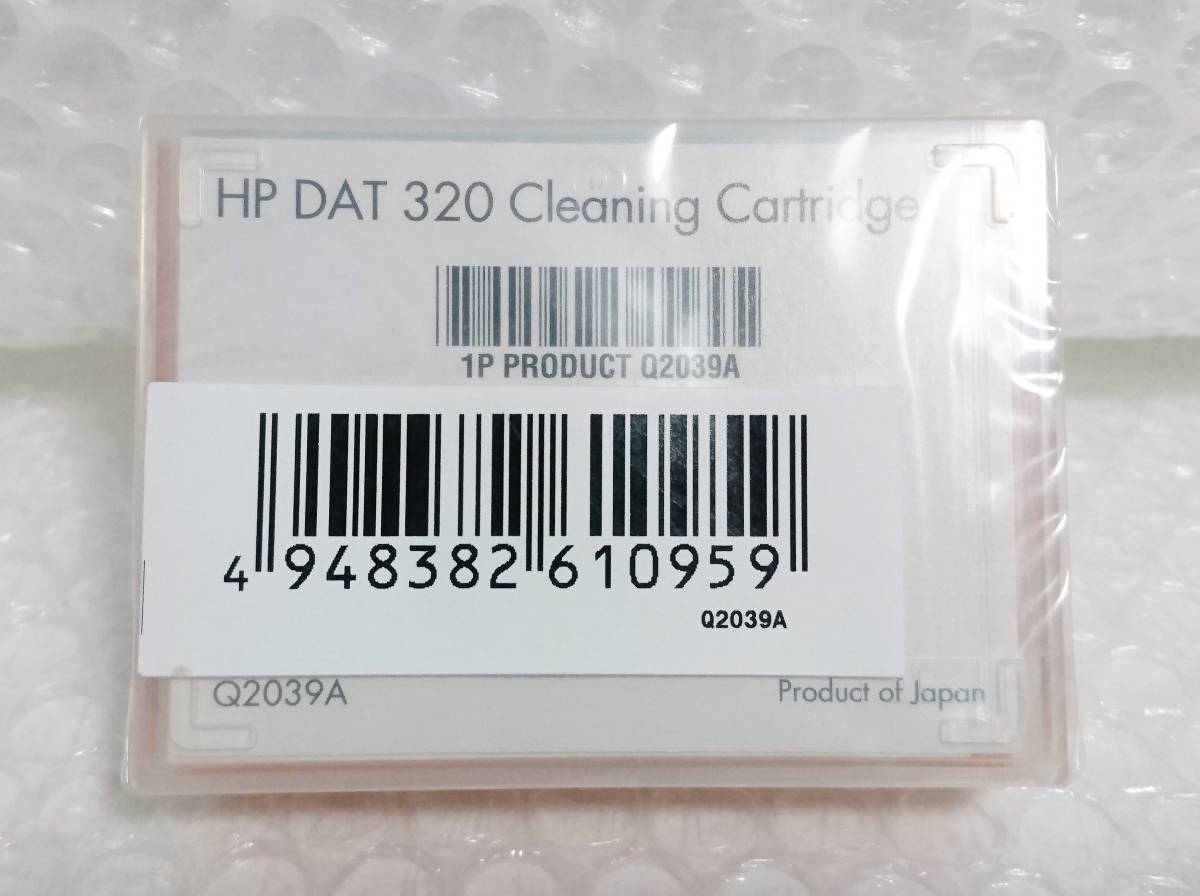 HP DAT 320 Cleaning Cartridge
1P PRODUCT Q2039A
4 948382 610959
Q2039A
Q2039A
Product of Japan